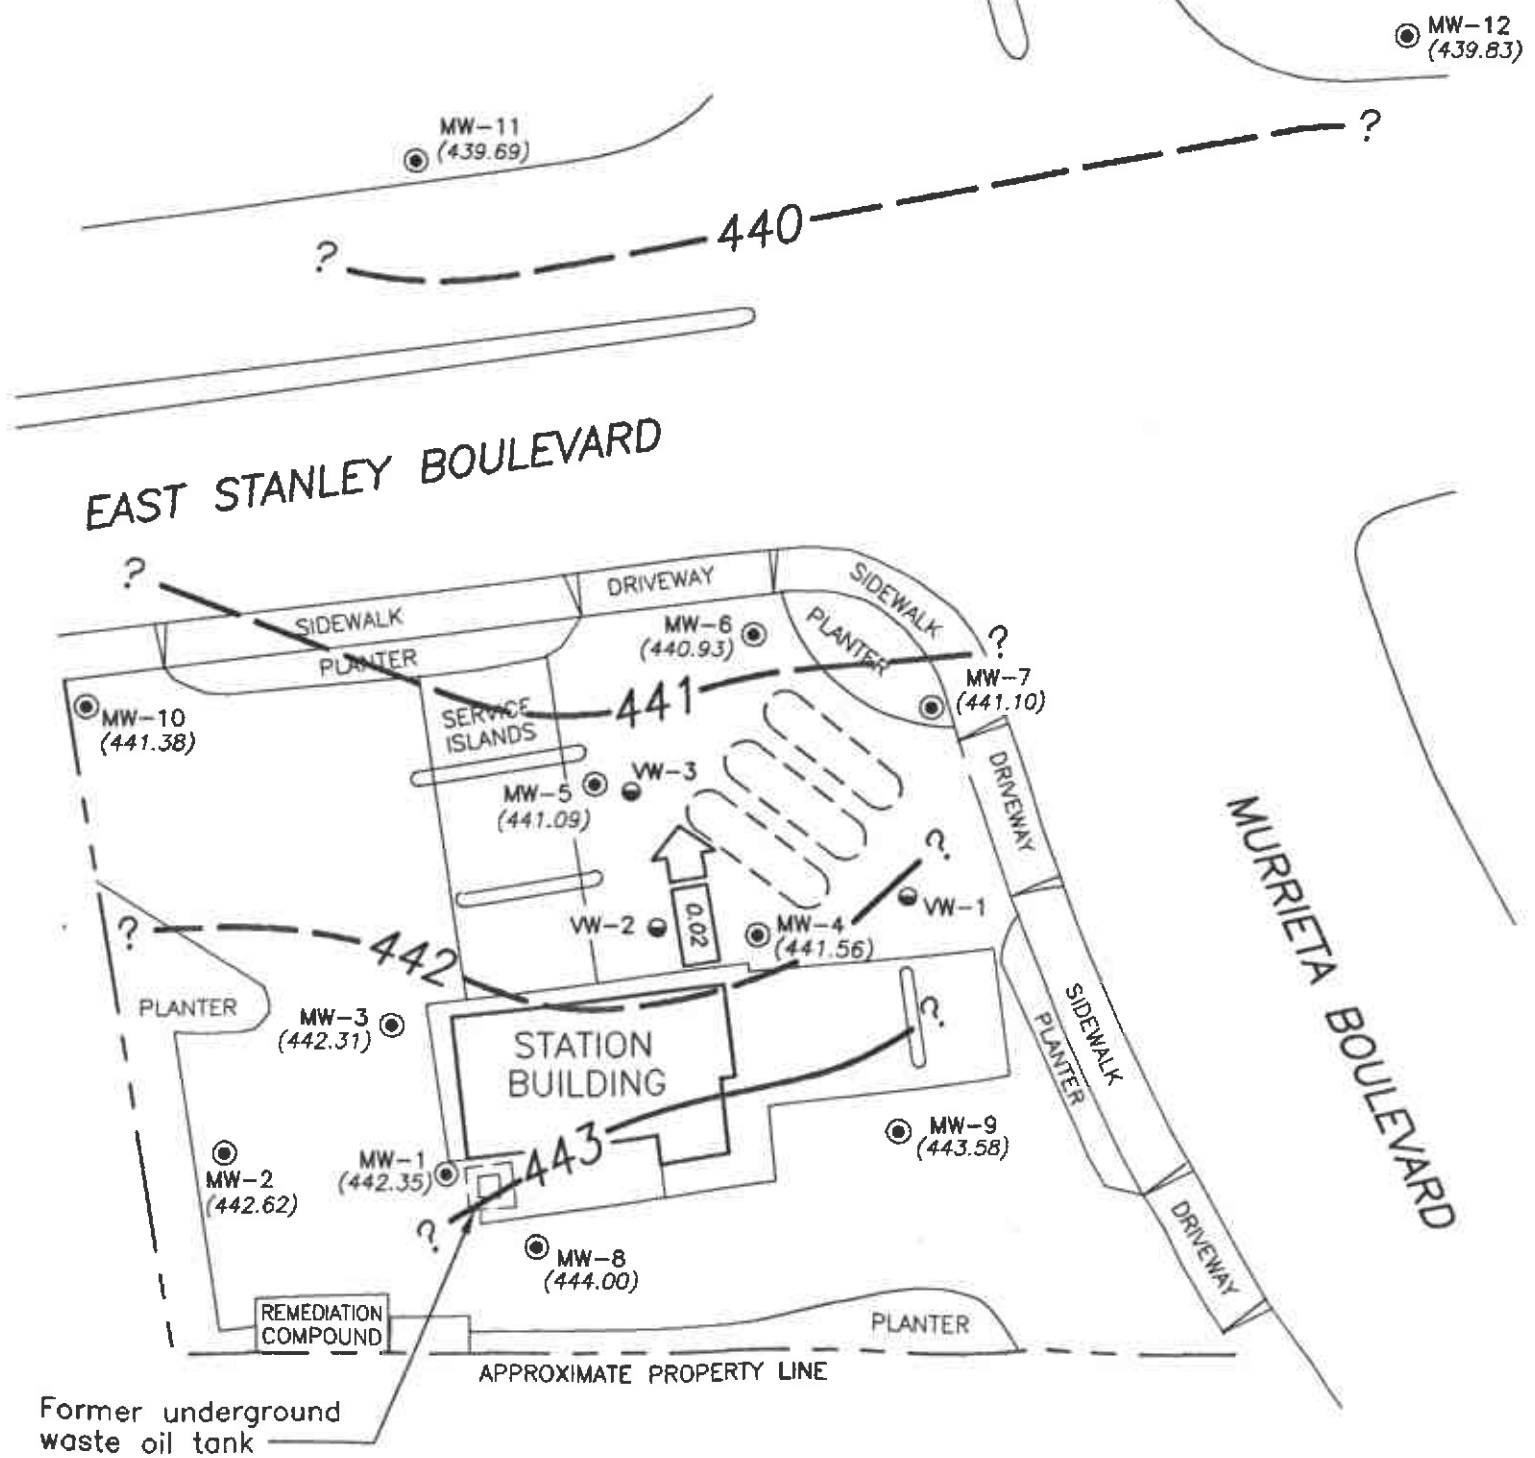 MW-12
(439.83)
MW-11
(439.69)
?
440
?
EAST STANLEY BOULEVARD
?
DRIVEWAY
SIDEWALK
SIDEWALK
MW-6
(440.93)
PLANTER
PLANTER
?
MW-7
(441.10)
441
MW-10
(441.38)
SERVICE
ISLANDS
DRIVEWAY
VW-3
MW-5
(441.09)
MURRIETA BOULEVARD
?
VW-1
0.02
VW-2
MW-4
(441.56)
?
442
PLANTER
MW-3
(442.31)
?
SIDEWALK
PLANTER
STATION
BUILDING
MW-9
(443.58)
443
MW-1
(442.35)
MW-2
(442.62)
?
MW-8
(444.00)
DRIVEWAY
REMEDIATION
COMPOUND
PLANTER
APPROXIMATE PROPERTY LINE
Former underground
waste oil tank